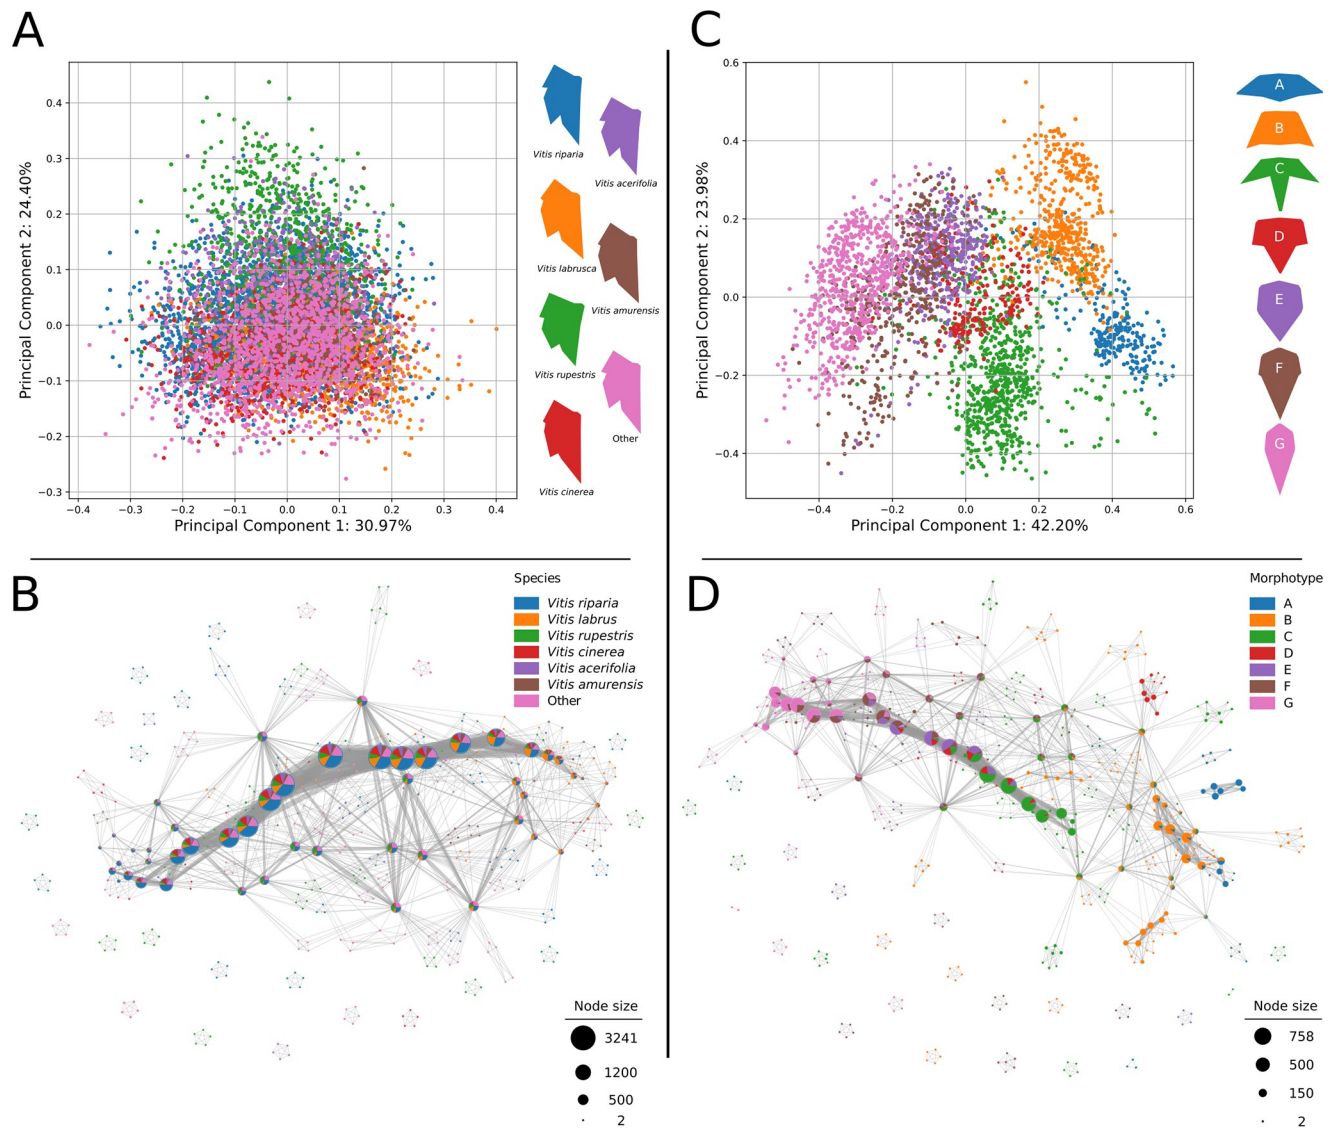 A
0.4
0.3
0.2
0.1
0.0
−0.1
−0.2
−0.3
−0.4 −0.3 −0.2 −0.1 0.0 0.1 0.2 0.3 0.4
Principal Component 2: 24.40%
Principal Component 1: 30.97%
Vitis riparia
Vitis acerifolia
Vitis labrusca
Vitis amurensis
Vitis rupestris
Other
Vitis cinerea
C
0.6
0.4
0.2
0.0
−0.2
−0.4
−0.4 −0.2 0.0 0.2 0.4 0.6
Principal Component 2: 23.98%
Principal Component 1: 42.20%
A
B
C
D
E
F
G
B
Species
Vitis riparia
Vitis labrus
Vitis rupestris
Vitis cinerea
Vitis acerifolia
Vitis amurensis
Other
Node size
3241
1200
500
2
D
Morphotype
A
B
C
D
E
F
G
Node size
758
500
150
2